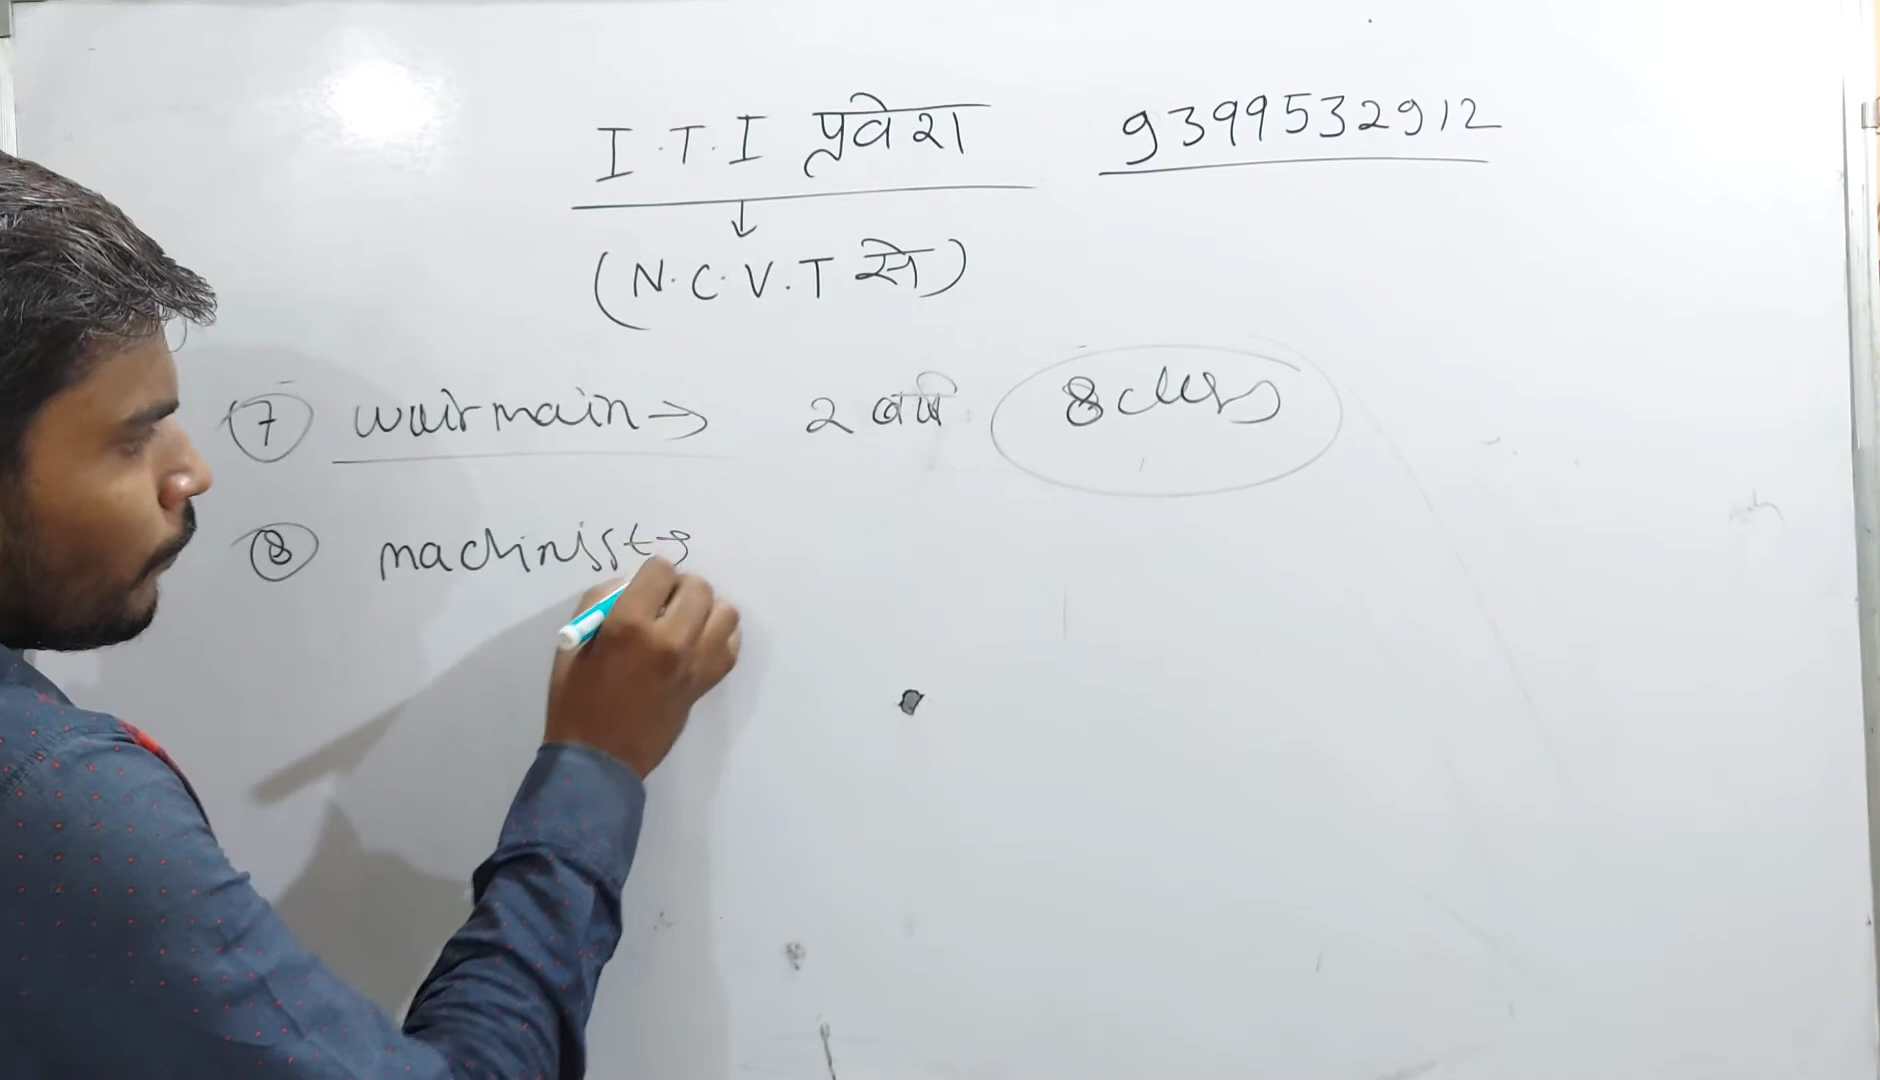 I.T.I प्रवेश 9399532912
↓
(N.C.V.T से)
7 wairmain → 2 वर्ष 8 class
8 machinist →